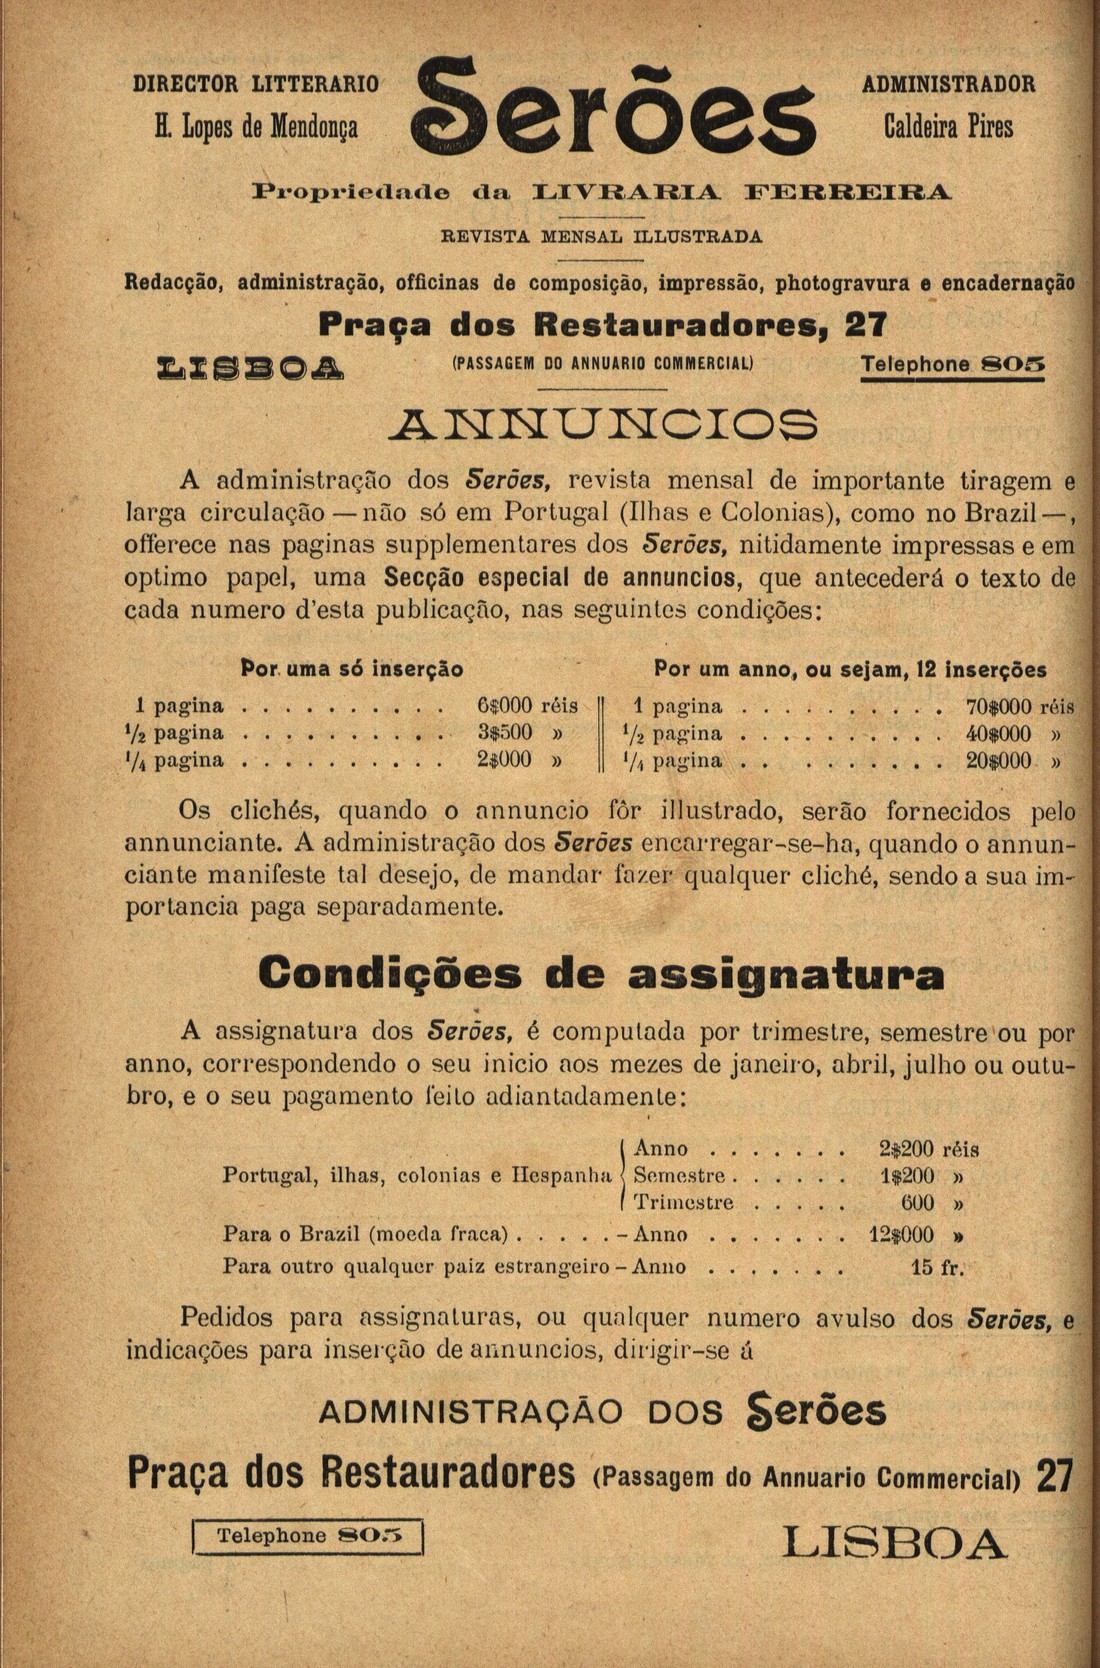 DIRECTOR LITTERARIO
H. Lopes de Mendonça
Serões
ADMINISTRADOR
Caldeira Pires
Propriedade da LIVRARIA FERREIRA
REVISTA MENSAL ILLUSTRADA
Redacção, administração, officinas de composição, impressão, photogravura e encadernação
Praça dos Restauradores, 27
LISBOA (PASSAGEM DO ANNUARIO COMMERCIAL) Telephone 805
ANNUNCIOS
A administração dos Serões, revista mensal de importante tiragem e
larga circulação — não só em Portugal (Ilhas e Colonias), como no Brazil —,
offerece nas paginas supplementares dos Serões, nitidamente impressas e em
optimo papel, uma Secção especial de annuncios, que antecederá o texto de
cada numero d'esta publicação, nas seguintes condições:
Por uma só inserção
1 pagina . . . . . . . . . . 6$000 réis
1/2 pagina . . . . . . . . . . 3$500 »
1/4 pagina . . . . . . . . . . 2$000 »
Por um anno, ou sejam, 12 inserções
1 pagina . . . . . . . . . . 70$000 réis
1/2 pagina . . . . . . . . . . 40$000 »
1/4 pagina . . . . . . . . . 20$000 »
Os clichés, quando o annuncio fôr illustrado, serão fornecidos pelo
annunciante. A administração dos Serões encarregar-se-ha, quando o annun-
ciante manifeste tal desejo, de mandar fazer qualquer cliché, sendo a sua im-
portancia paga separadamente.
Condições de assignatura
A assignatura dos Serões, é computada por trimestre, semestre ou por
anno, correspondendo o seu inicio aos mezes de janeiro, abril, julho ou outu-
bro, e o seu pagamento feito adiantadamente:
Portugal, ilhas, colonias e Hespanha
Anno . . . . . . . 2$200 réis
Semestre . . . . . . 1$200 »
Trimestre . . . . . 600 »
Para o Brazil (moeda fraca) . . . . . – Anno . . . . . . . 12$000 »
Para outro qualquer paiz estrangeiro – Anno . . . . . . . 15 fr.
Pedidos para assignaturas, ou qualquer numero avulso dos Serões, e
indicações para inserção de annuncios, dirigir-se á
ADMINISTRAÇÃO DOS Serões
Praça dos Restauradores (Passagem do Annuario Commercial) 27
Telephone 805 LISBOA